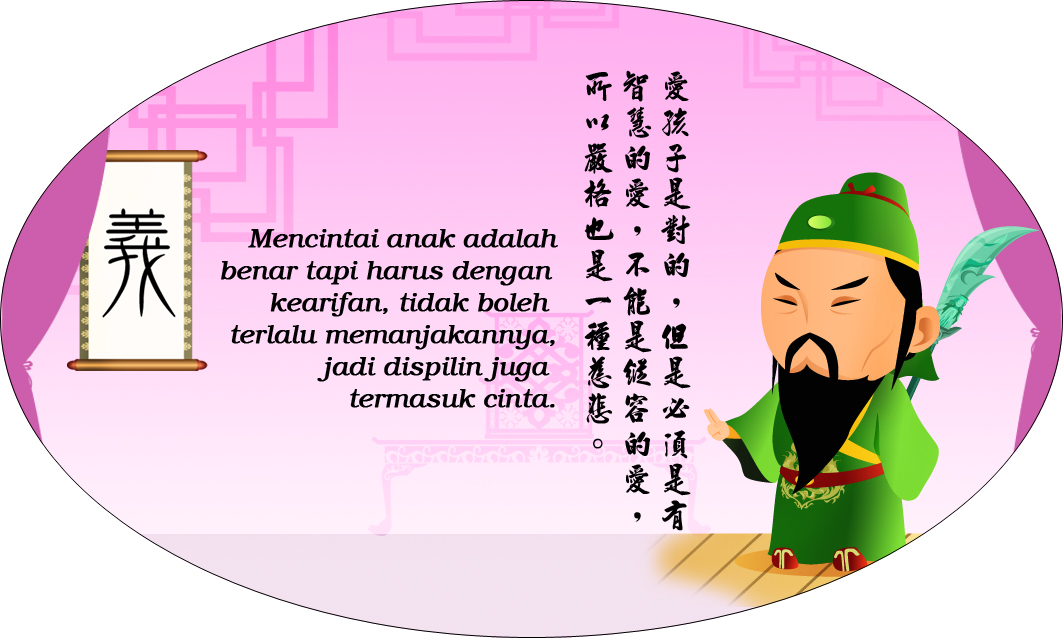 義
Mencintai anak adalah
benar tapi harus dengan
kearifan, tidak boleh
terlalu memanjakannya,
jadi dispilin juga
termasuk cinta.
愛孩子是對的，但是必須是有
智慧的愛，不能是縱容的愛，
所以嚴格也是一種慈悲。